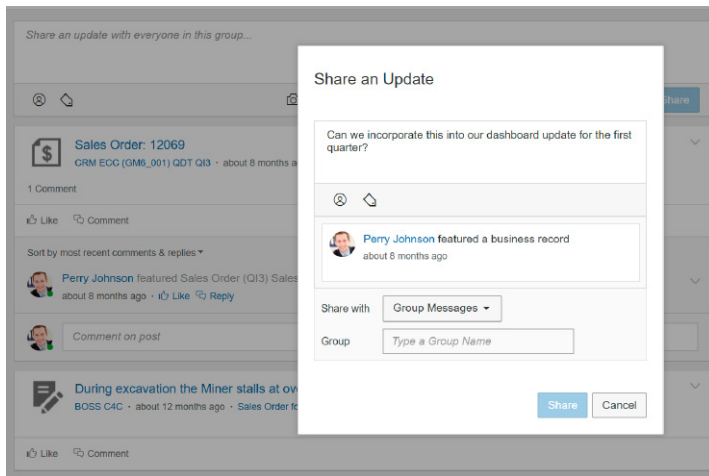 Share an update with everyone in this group...
Share
Sales Order: 12069
CRM ECC (GM6_001) QDT QI3 · about 8 months a
1 Comment
Like Comment
Sort by most recent comments & replies
Perry Johnson featured Sales Order (QI3) Sales
about 8 months ago · Like Reply
Comment on post
During excavation the Miner stalls at ov
BOSS C4C · about 12 months ago · Sales Order fo
Like Comment
Share an Update
Can we incorporate this into our dashboard update for the first
quarter?
Perry Johnson featured a business record
about 8 months ago
Share with Group Messages
Group Type a Group Name
Share Cancel